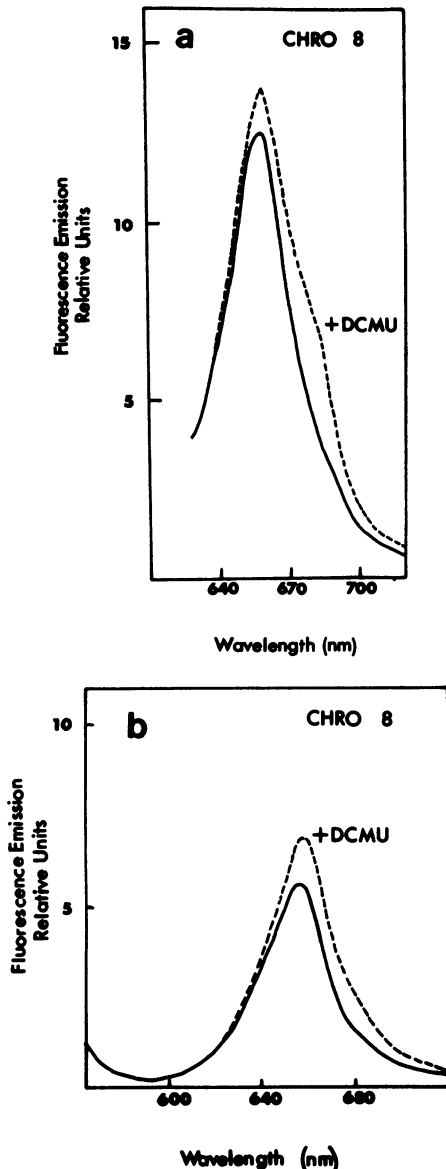 a CHRO 8
15
10
5
Fluorescence Emission
Relative Units
+DCMU
640 670 700
Wavelength (nm)
b CHRO 8
10
5
Fluorescence Emission
Relative Units
+DCMU
600 640 680
Wavelength (nm)